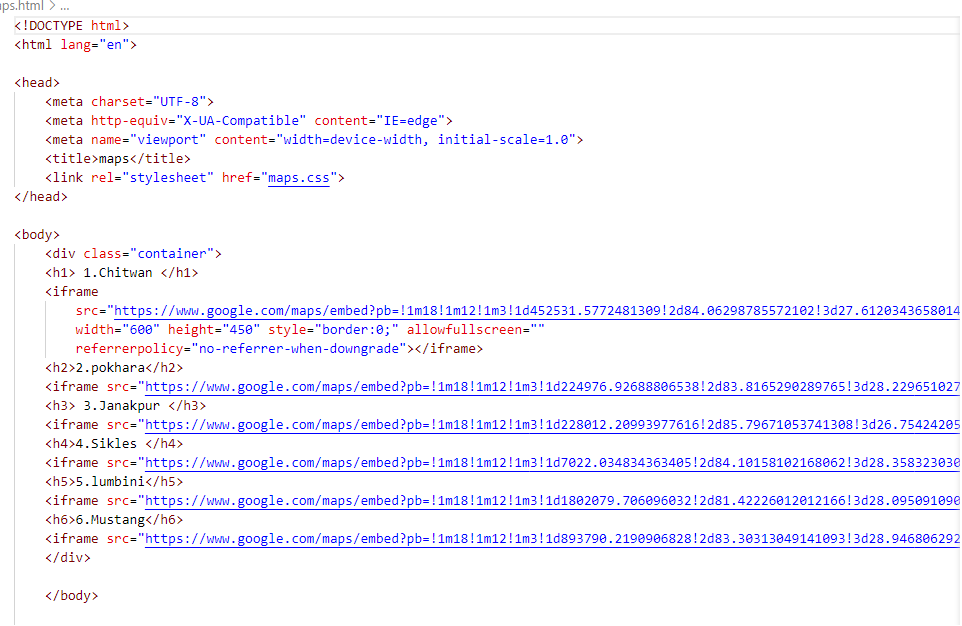 aps.html > ...
<!DOCTYPE html>
<html lang="en">
<head>
<meta charset="UTF-8">
<meta http-equiv="X-UA-Compatible" content="IE=edge">
<meta name="viewport" content="width=device-width, initial-scale=1.0">
<title>maps</title>
<link rel="stylesheet" href="maps.css">
</head>
<body>
<div class="container">
<h1> 1.Chitwan </h1>
<iframe
src="https://www.google.com/maps/embed?pb=!1m18!1m12!1m3!1d452531.5772481309!2d84.06298785572102!3d27.6120343658014
width="600" height="450" style="border:0;" allowfullscreen=""
referrerpolicy="no-referrer-when-downgrade"></iframe>
<h2>2.pokhara</h2>
<iframe src="https://www.google.com/maps/embed?pb=!1m18!1m12!1m3!1d224976.92688806538!2d83.8165290289765!3d28.229651027
<h3> 3.Janakpur </h3>
<iframe src="https://www.google.com/maps/embed?pb=!1m18!1m12!1m3!1d228012.20993977616!2d85.79671053741308!3d26.75424205
<h4>4.Sikles </h4>
<iframe src="https://www.google.com/maps/embed?pb=!1m18!1m12!1m3!1d7022.034834363405!2d84.10158102168062!3d28.358323030
<h5>5.lumbini</h5>
<iframe src="https://www.google.com/maps/embed?pb=!1m18!1m12!1m3!1d1802079.706096032!2d81.42226012012166!3d28.095091090
<h6>6.Mustang</h6>
<iframe src="https://www.google.com/maps/embed?pb=!1m18!1m12!1m3!1d893790.2190906828!2d83.30313049141093!3d28.946806292
</div>
</body>